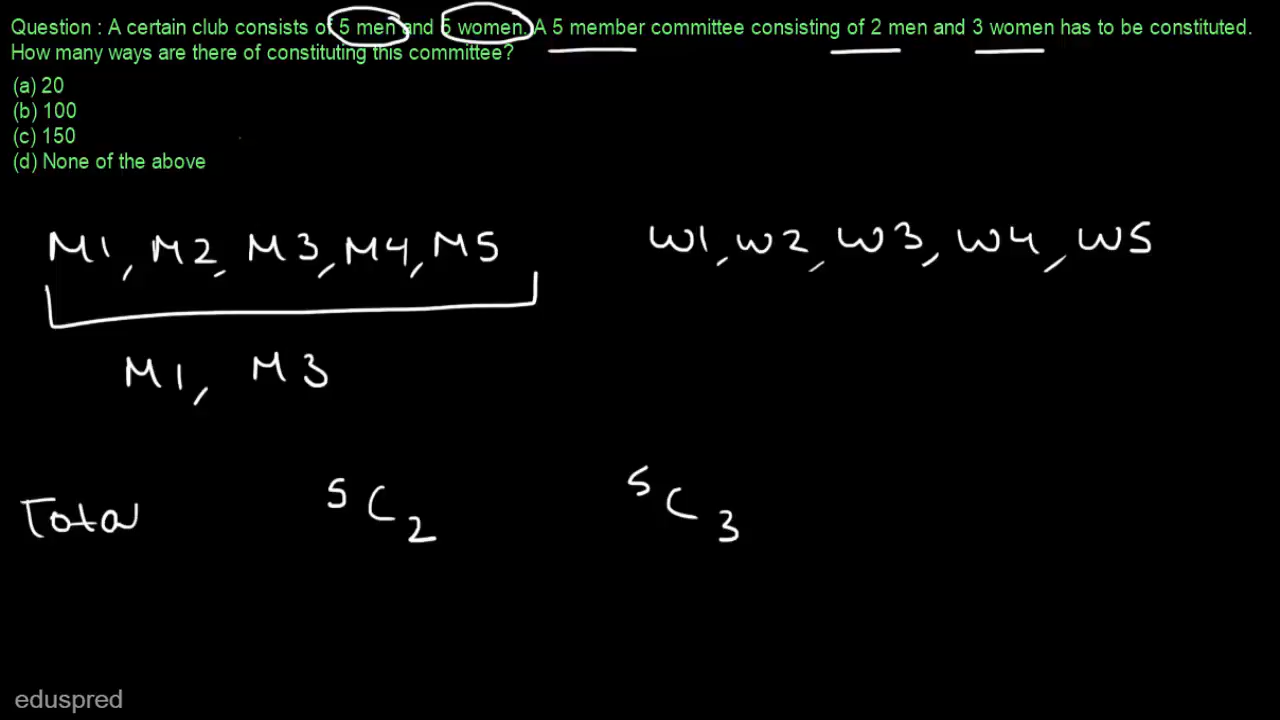 Question : A certain club consists of 5 men and 5 women. A 5 member committee consisting of 2 men and 3 women has to be constituted.
How many ways are there of constituting this committee?
(a) 20
(b) 100
(c) 150
(d) None of the above
M1, M2, M3, M4, M5 W1, W2, W3, W4, W5
M1, M3
Total ⁵C₂ ⁵C₃
eduspred